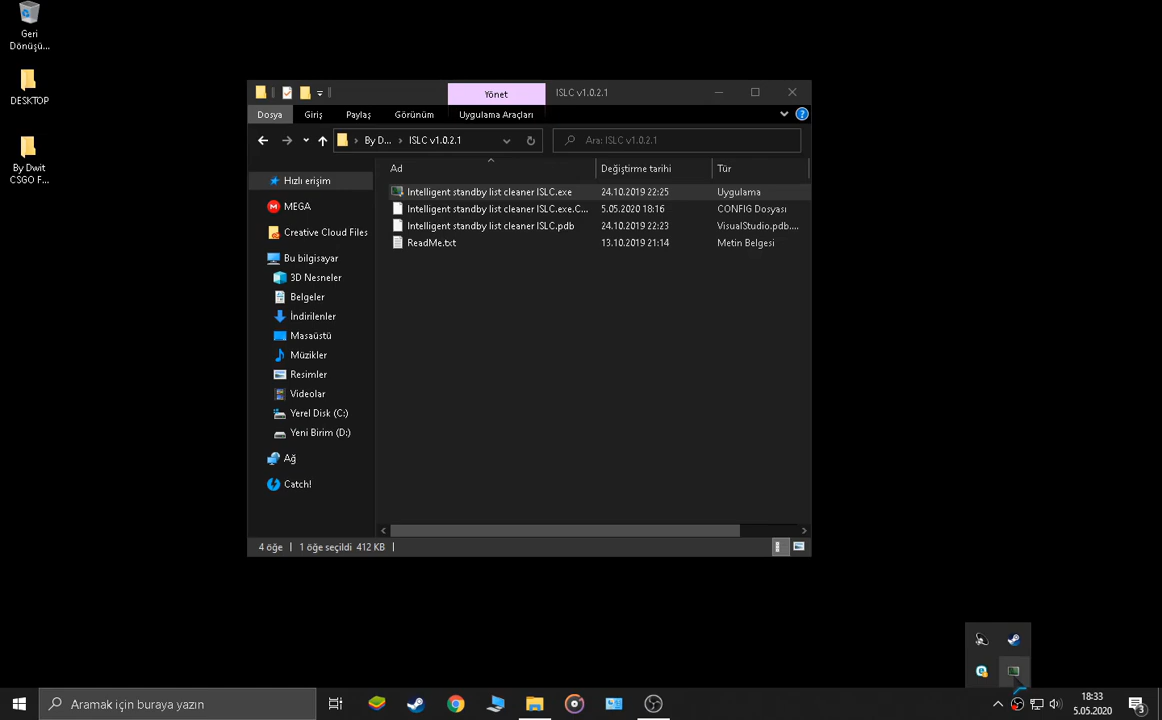 Geri
Dönüşü...
DESKTOP
By Dwit
CSGO F...
Yönet
ISLC v1.0.2.1
Dosya
Giriş
Paylaş
Görünüm
Uygulama Araçları
By D...
ISLC v1.0.2.1
Ara: ISLC v1.0.2.1
Ad
Değiştirme tarihi
Tür
Intelligent standby list cleaner ISLC.exe 24.10.2019 22:25 Uygulama
Intelligent standby list cleaner ISLC.exe.C... 5.05.2020 18:16 CONFIG Dosyası
Intelligent standby list cleaner ISLC.pdb 24.10.2019 22:23 VisualStudio.pdb....
ReadMe.txt 13.10.2019 21:14 Metin Belgesi
Hızlı erişim
MEGA
Creative Cloud Files
Bu bilgisayar
3D Nesneler
Belgeler
İndirilenler
Masaüstü
Müzikler
Resimler
Videolar
Yerel Disk (C:)
Yeni Birim (D:)
Ağ
Catch!
4 öğe
1 öğe seçildi 412 KB
Aramak için buraya yazın
18:33
5.05.2020
3